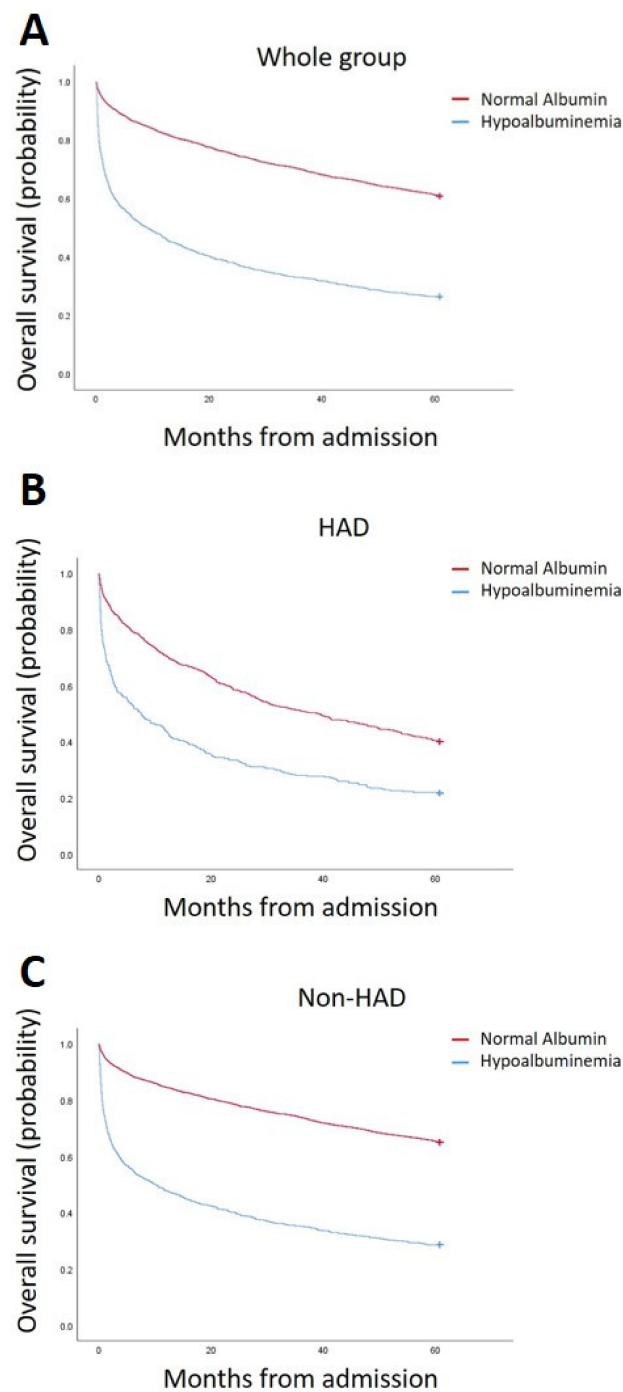 A
Whole group
Normal Albumin
Hypoalbuminemia
Overall survival (probability)
1.0
0.8
0.6
0.4
0.2
0.0
0 20 40 60
Months from admission
B
HAD
Normal Albumin
Hypoalbuminemia
Overall survival (probability)
1.0
0.8
0.6
0.4
0.2
0.0
0 20 40 60
Months from admission
C
Non-HAD
Normal Albumin
Hypoalbuminemia
Overall survival (probability)
1.0
0.8
0.6
0.4
0.2
0.0
0 20 40 60
Months from admission